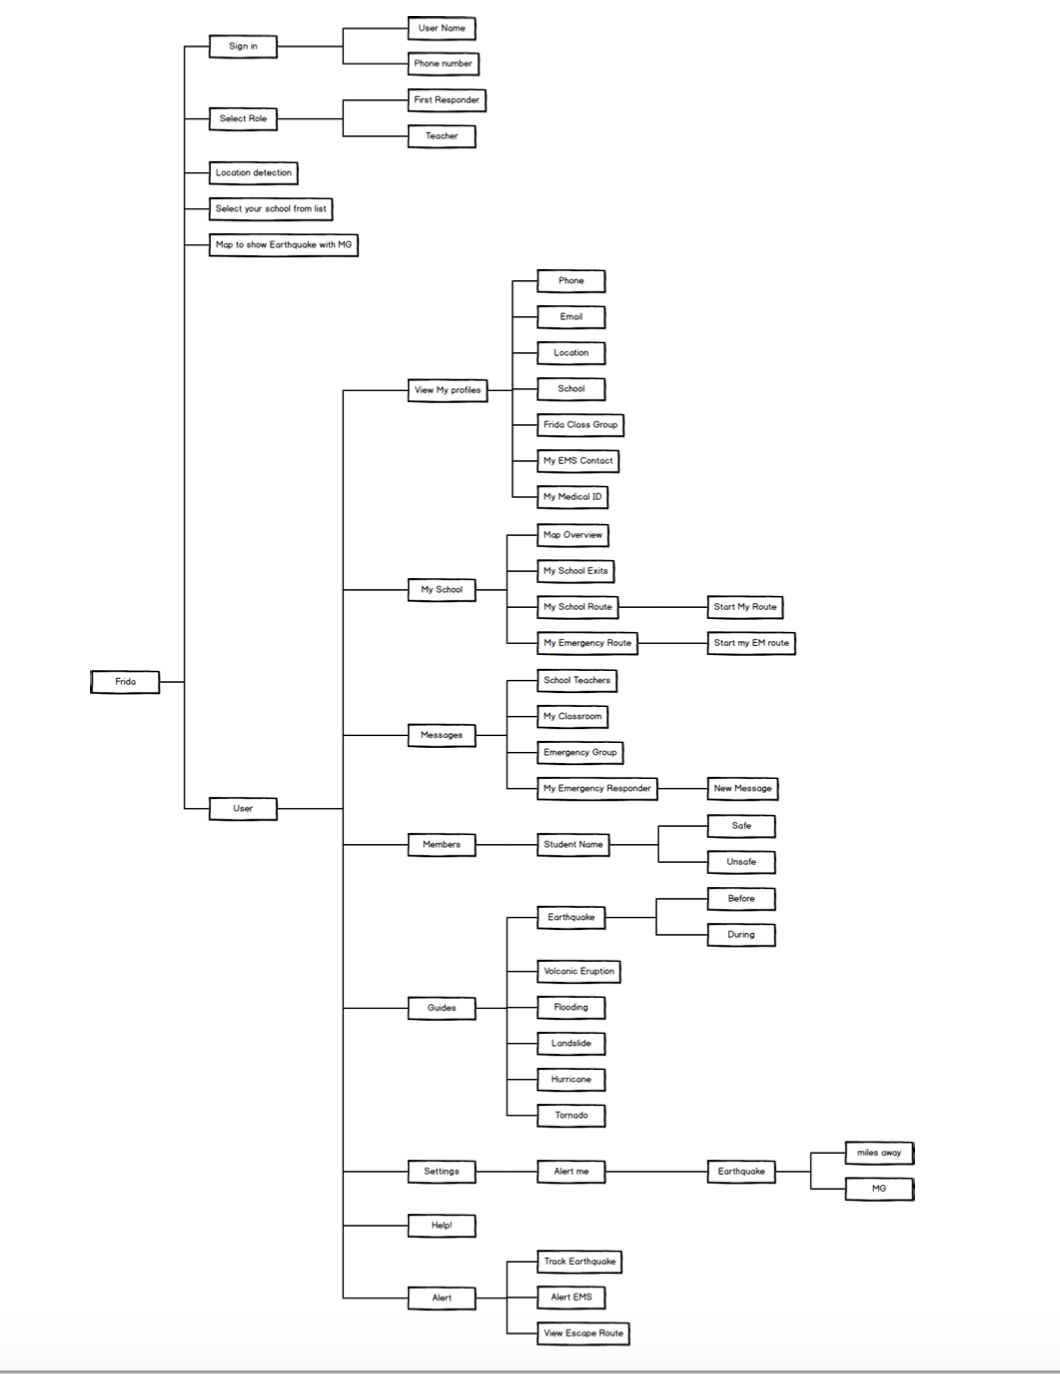 User Name
Sign in
Phone number
First Responder
Select Role
Teacher
Location detection
Select your school from list
Map to show Earthquake with MG
Phone
Email
Location
View My profiles
School
Frida Class Group
My EMS Contact
My Medical ID
Map Overview
My School Exits
My School
My School Route
Start My Route
My Emergency Route
Start my EM route
Frida
School Teachers
My Classroom
Messages
Emergency Group
My Emergency Responder
New Message
User
Safe
Members
Student Name
Unsafe
Before
Earthquake
During
Volcanic Eruption
Guides
Flooding
Landslide
Hurricane
Tornado
miles away
Settings
Alert me
Earthquake
MG
Help!
Track Earthquake
Alert
Alert EMS
View Escape Route